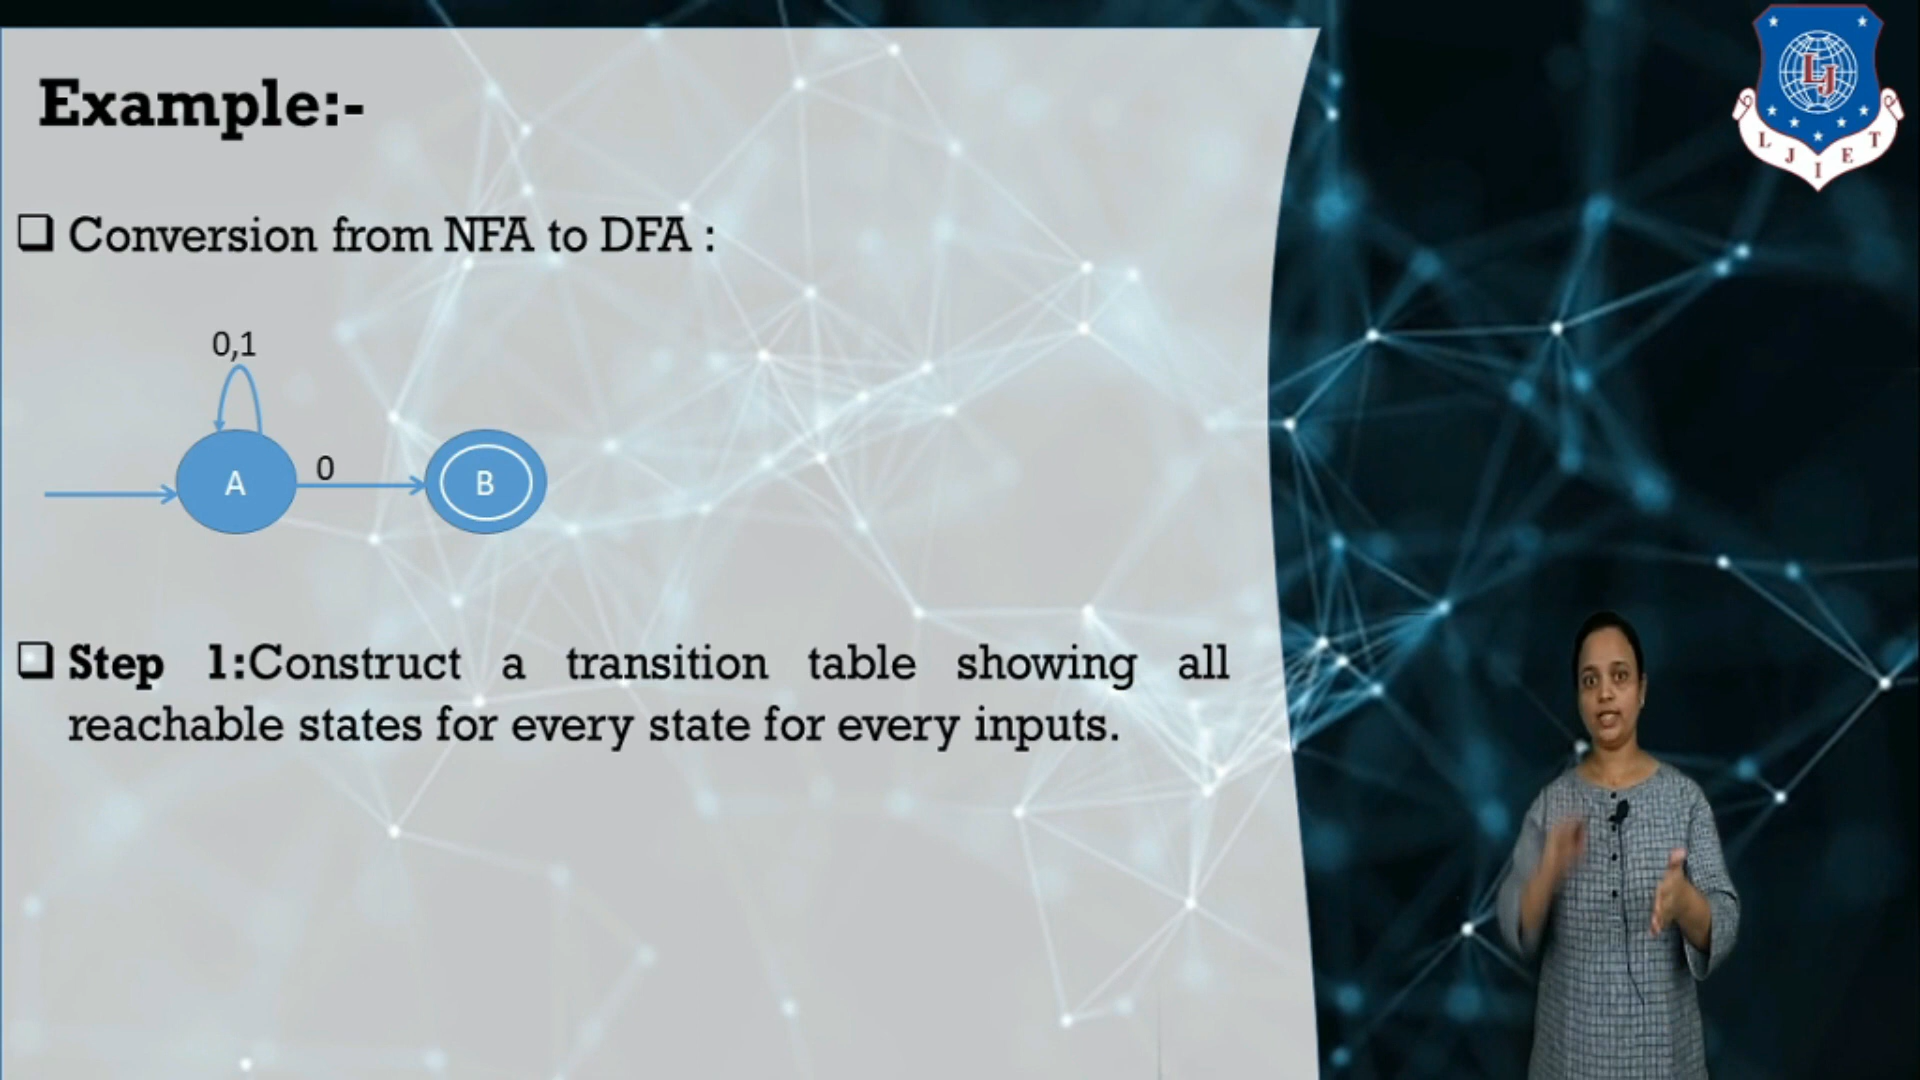 Example:-
❑ Conversion from NFA to DFA :
0,1
A
0
B
❑ Step 1:Construct a transition table showing all
reachable states for every state for every inputs.
LJ
L J I E T